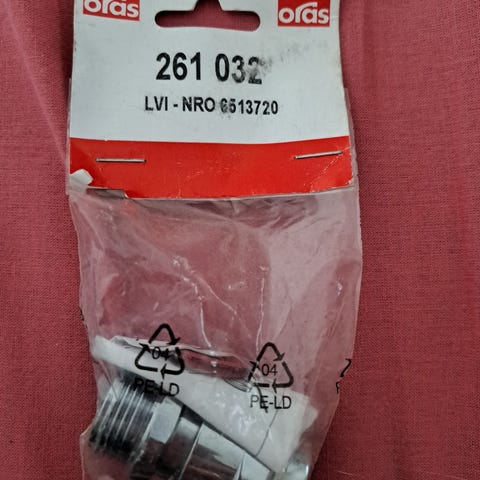 oras oras
261 032
LVI - NRO 6513720
04 04
PE-LD PE-LD